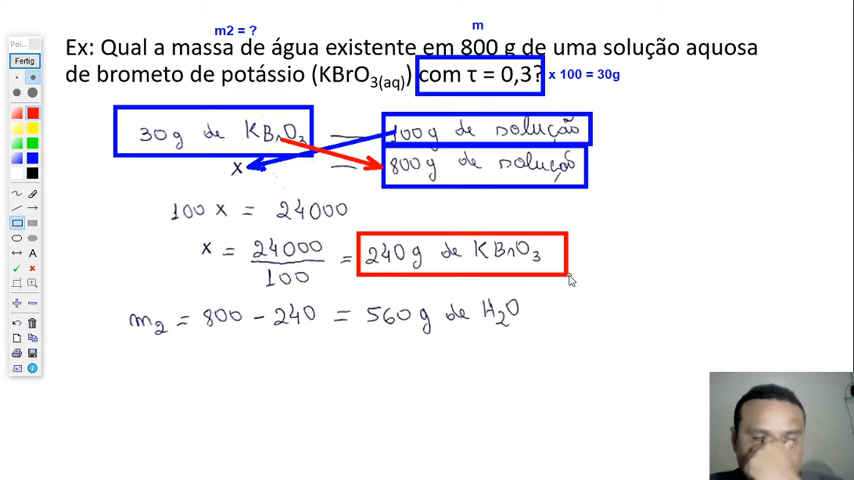 m2 = ?
m
Poi...
Fertig
Ex: Qual a massa de água existente em 800 g de uma solução aquosa
de brometo de potássio (KBrO3(aq)) com τ = 0,3? x 100 = 30g
30g de KBrO3 — 100g de solução
x — 800g de solução
100 x = 24000
x = 24000/100 = 240g de KBrO3
m2 = 800 - 240 = 560g de H2O